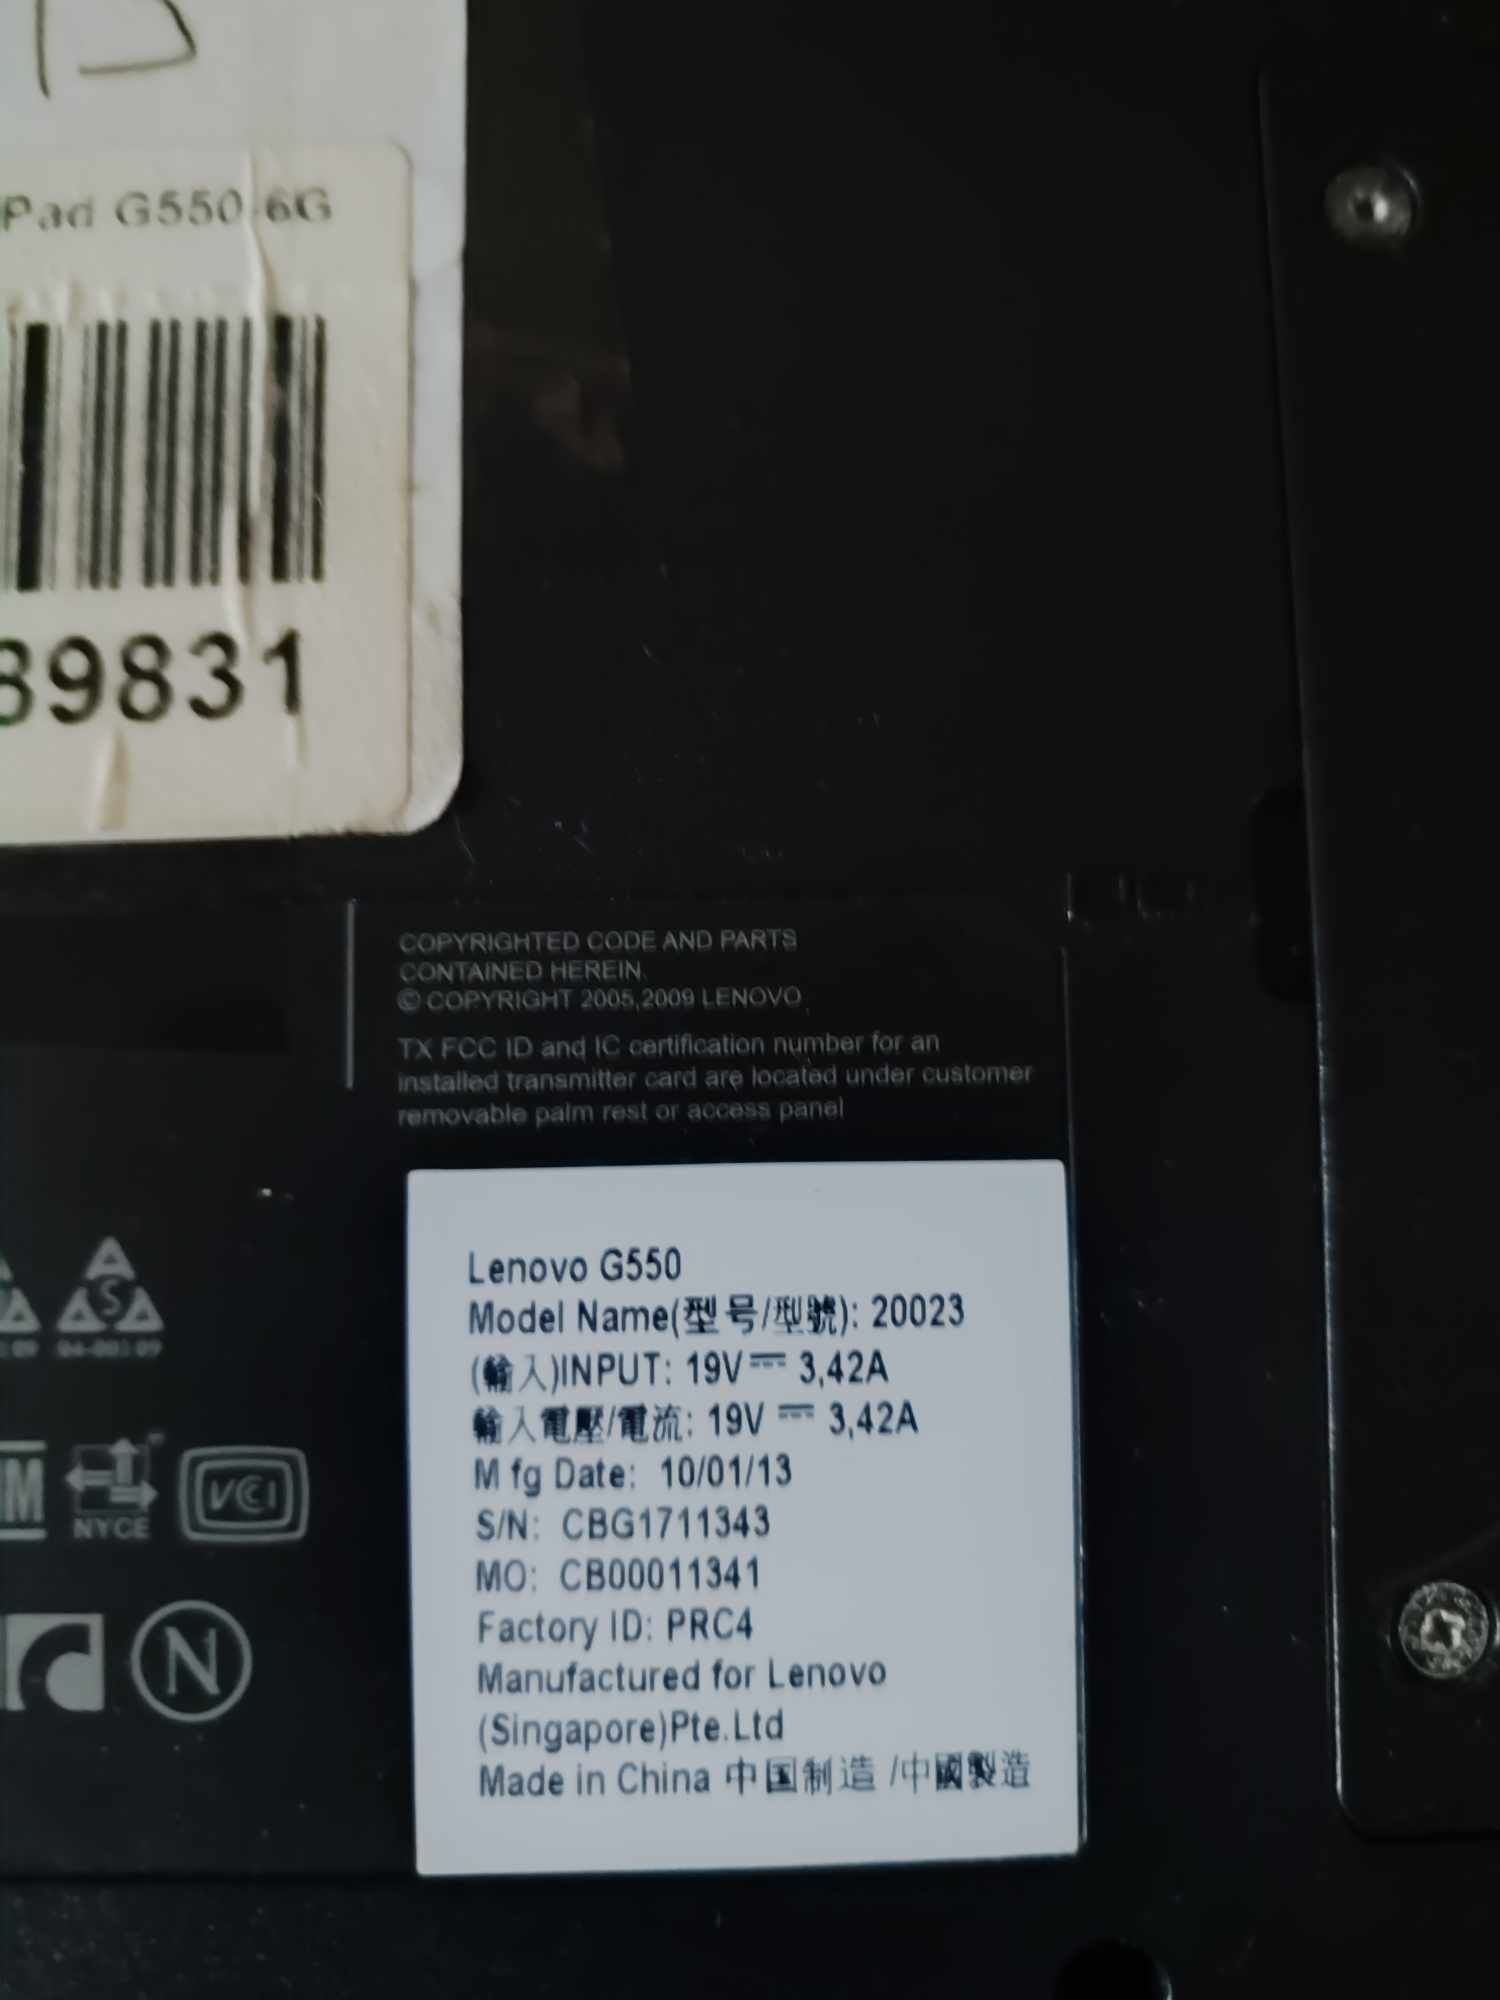 Pad G550-6G
89831
COPYRIGHTED CODE AND PARTS
CONTAINED HEREIN.
© COPYRIGHT 2005,2009 LENOVO
TX FCC ID and IC certification number for an
installed transmitter card are located under customer
removable palm rest or access panel
A
S
M
NYCE
VCI
N
Lenovo G550
Model Name(型号/型號): 20023
(輸入)INPUT: 19V⎓ 3,42A
輸入電壓/電流: 19V ⎓ 3,42A
M fg Date: 10/01/13
S/N: CBG1711343
MO: CB00011341
Factory ID: PRC4
Manufactured for Lenovo
(Singapore)Pte.Ltd
Made in China 中国制造 /中國製造